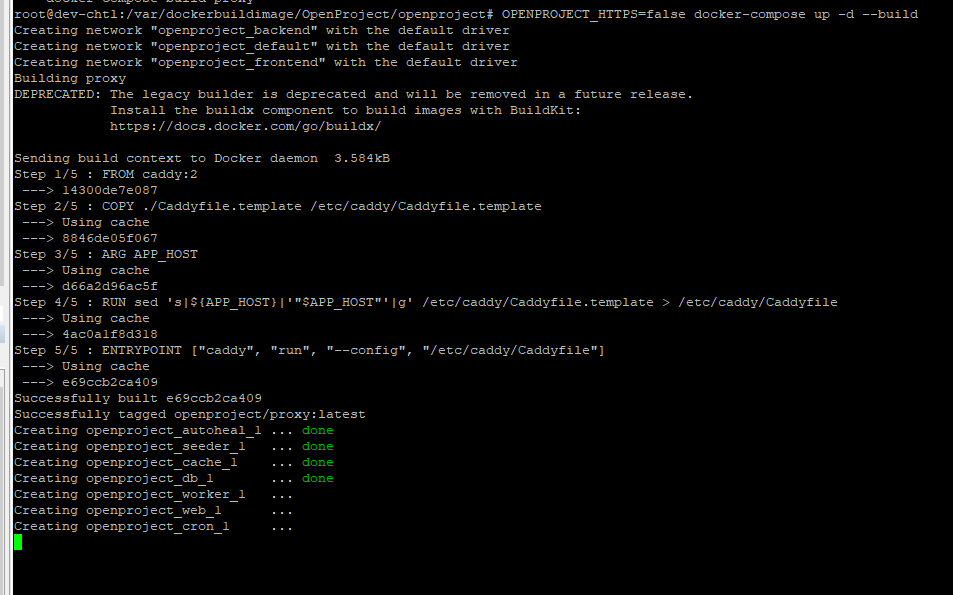 root@dev-cht1:/var/dockerbuildimage/OpenProject/openproject# OPENPROJECT_HTTPS=false docker-compose up -d --build
Creating network "openproject_backend" with the default driver
Creating network "openproject_default" with the default driver
Creating network "openproject_frontend" with the default driver
Building proxy
DEPRECATED: The legacy builder is deprecated and will be removed in a future release.
            Install the buildx component to build images with BuildKit:
            https://docs.docker.com/go/buildx/
Sending build context to Docker daemon  3.584kB
Step 1/5 : FROM caddy:2
 ---> 14300de7e087
Step 2/5 : COPY ./Caddyfile.template /etc/caddy/Caddyfile.template
 ---> Using cache
 ---> 8846de05f067
Step 3/5 : ARG APP_HOST
 ---> Using cache
 ---> d66a2d96ac5f
Step 4/5 : RUN sed 's|${APP_HOST}|'"$APP_HOST"'|g' /etc/caddy/Caddyfile.template > /etc/caddy/Caddyfile
 ---> Using cache
 ---> 4ac0a1f8d318
Step 5/5 : ENTRYPOINT ["caddy", "run", "--config", "/etc/caddy/Caddyfile"]
 ---> Using cache
 ---> e69ccb2ca409
Successfully built e69ccb2ca409
Successfully tagged openproject/proxy:latest
Creating openproject_autoheal_1 ... done
Creating openproject_seeder_1   ... done
Creating openproject_cache_1    ... done
Creating openproject_db_1       ... done
Creating openproject_worker_1   ...
Creating openproject_web_1      ...
Creating openproject_cron_1     ...